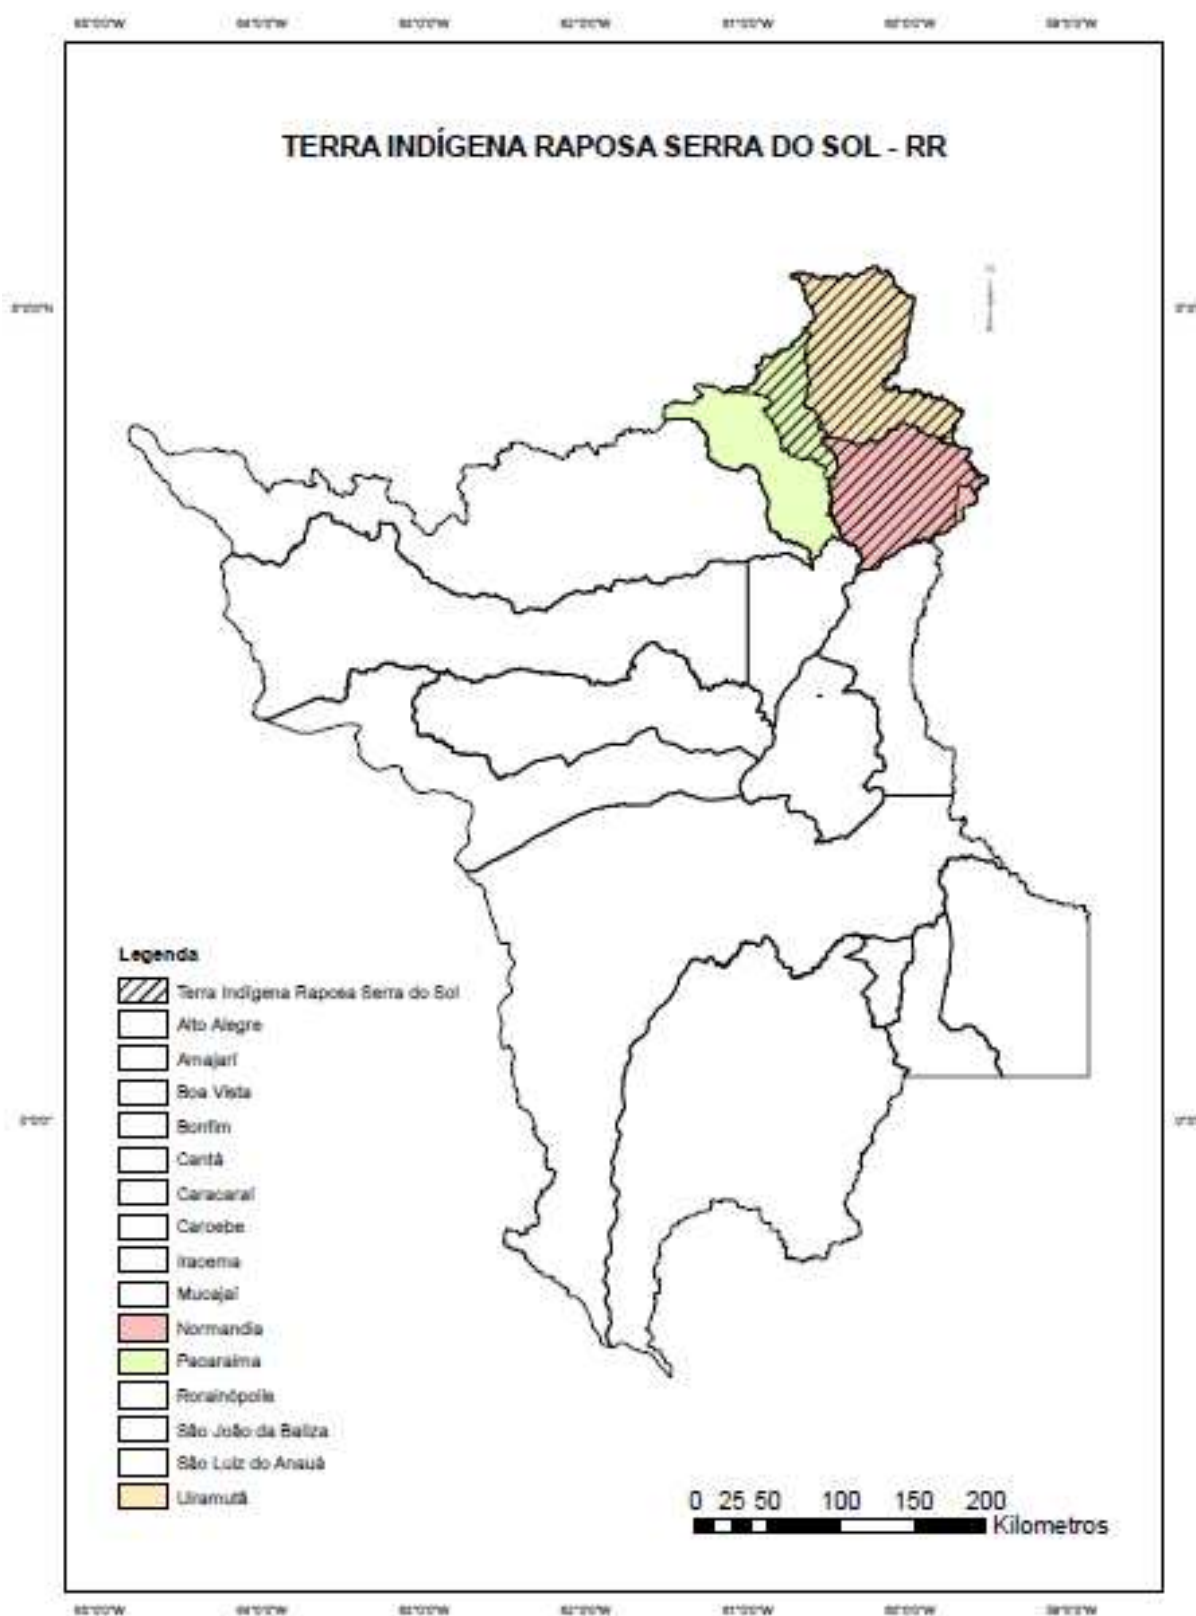 TERRA INDÍGENA RAPOSA SERRA DO SOL - RR
Legenda
Terra Indígena Raposa Serra do Sol
Alto Alegre
Amajarí
Boa Vista
Bonfim
Cantá
Caracaraí
Caroebe
Iracema
Mucajaí
Normandia
Pacaraima
Rorainópolis
São João da Baliza
São Luiz do Anauá
Uiramutã
0 25 50 100 150 200
Kilometros